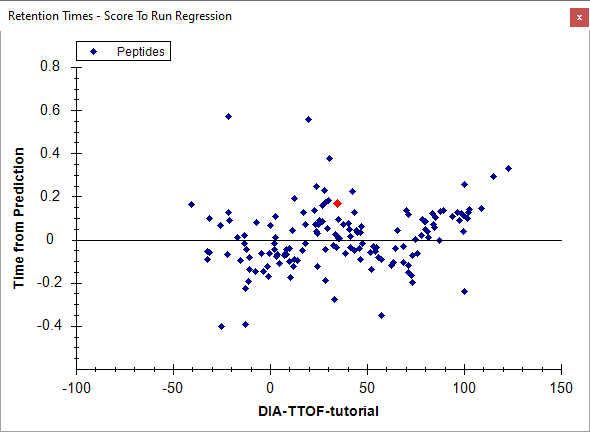 Retention Times - Score To Run Regression
x
Peptides
0.8
0.6
0.4
0.2
0
-0.2
-0.4
Time from Prediction
-100 -50 0 50 100 150
DIA-TTOF-tutorial